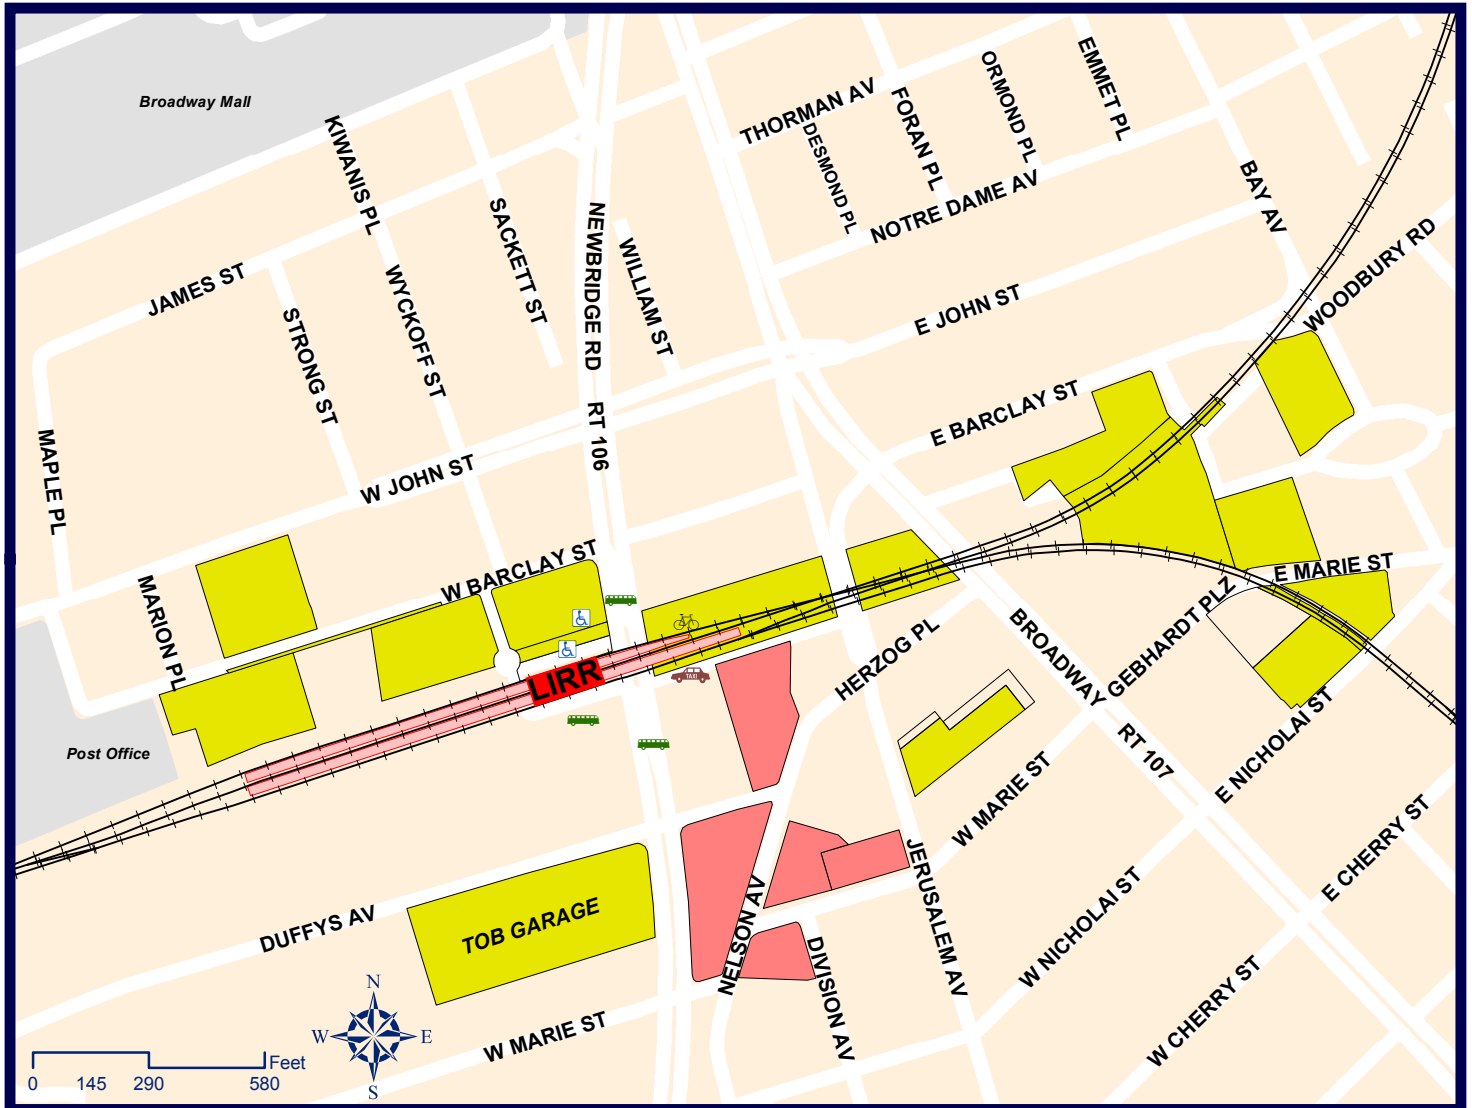 Broadway Mall
KIWANIS PL
THORMAN AV
DESMOND PL
FORAN PL
ORMOND PL
EMMET PL
NOTRE DAME AV
BAY AV
WOODBURY RD
JAMES ST
STRONG ST
WYCKOFF ST
SACKETT ST
NEWBRIDGE RD
RT 106
WILLIAM ST
E JOHN ST
E BARCLAY ST
MAPLE PL
W JOHN ST
W BARCLAY ST
MARION PL
LIRR
TAXI
Post Office
HERZOG PL
BROADWAY
RT 107
GEBHARDT PLZ
E MARIE ST
E NICHOLAI ST
W MARIE ST
E CHERRY ST
DUFFYS AV
TOB GARAGE
NELSON AV
DIVISION AV
JERUSALEM AV
W NICHOLAI ST
W CHERRY ST
W MARIE ST
N
W
E
S
Feet
0 145 290 580